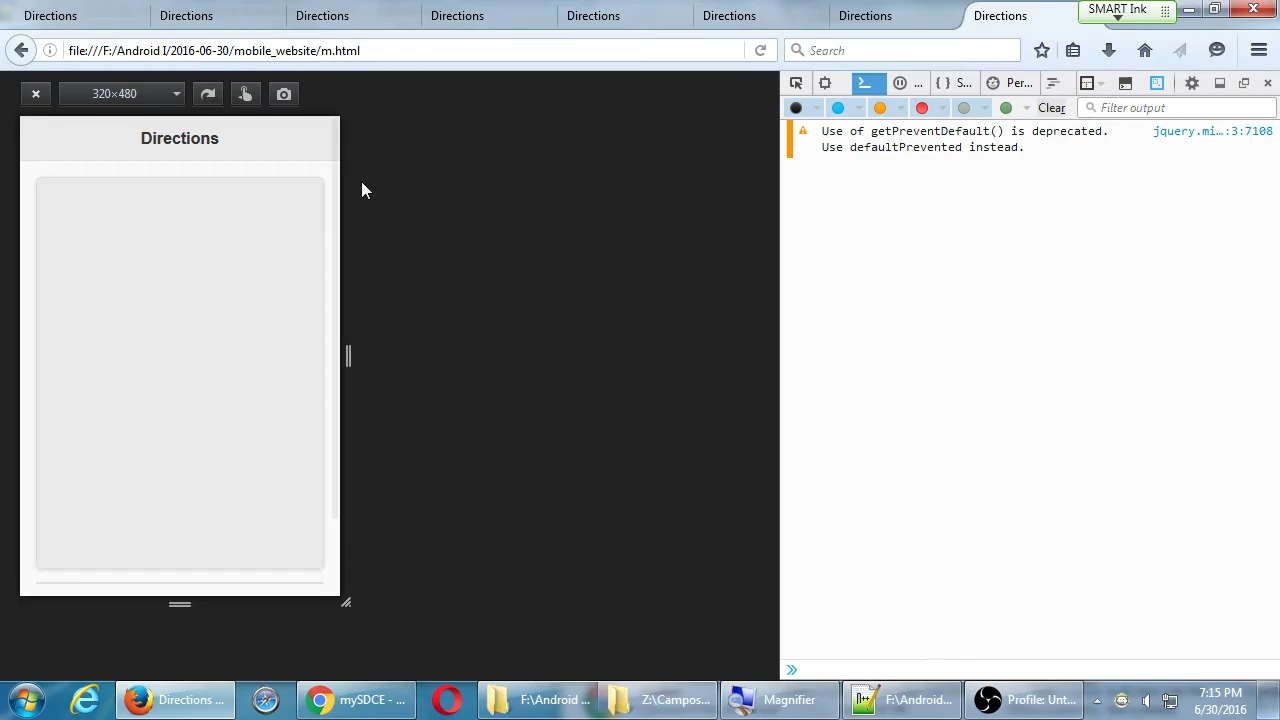 Directions Directions Directions Directions Directions Directions Directions Directions SMART Ink
file:///F:/Android I/2016-06-30/mobile_website/m.html Search
320×480 ... { } S... Per...
Clear Filter output
Directions
Use of getPreventDefault() is deprecated. jquery.mi…:3:7108
Use defaultPrevented instead.
Directions ... mySDCE - ... F:\Android ... Z:\Campos... Magnifier F:\Android... Profile: Unt... 7:15 PM
6/30/2016